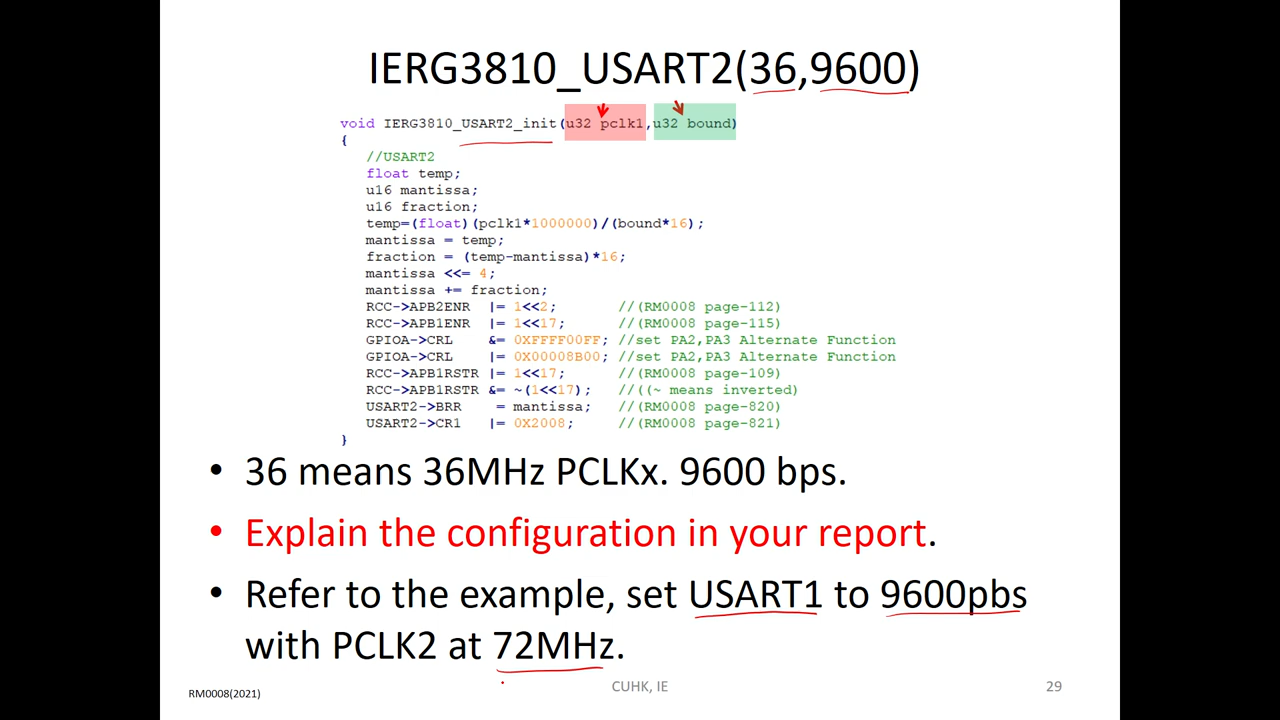 IERG3810_USART2(36,9600)
void IERG3810_USART2_init(u32 pclk1,u32 bound)
{
//USART2
float temp;
u16 mantissa;
u16 fraction;
temp=(float)(pclk1*1000000)/(bound*16);
mantissa = temp;
fraction = (temp-mantissa)*16;
mantissa <<= 4;
mantissa += fraction;
RCC->APB2ENR |= 1<<2; //(RM0008 page-112)
RCC->APB1ENR |= 1<<17; //(RM0008 page-115)
GPIOA->CRL &= 0XFFFF00FF; //set PA2,PA3 Alternate Function
GPIOA->CRL |= 0X00008B00; //set PA2,PA3 Alternate Function
RCC->APB1RSTR |= 1<<17; //(RM0008 page-109)
RCC->APB1RSTR &= ~(1<<17); //((~ means inverted)
USART2->BRR = mantissa; //(RM0008 page-820)
USART2->CR1 |= 0X2008; //(RM0008 page-821)
}
• 36 means 36MHz PCLKx. 9600 bps.
• Explain the configuration in your report.
• Refer to the example, set USART1 to 9600pbs
with PCLK2 at 72MHz.
RM0008(2021)
CUHK, IE
29